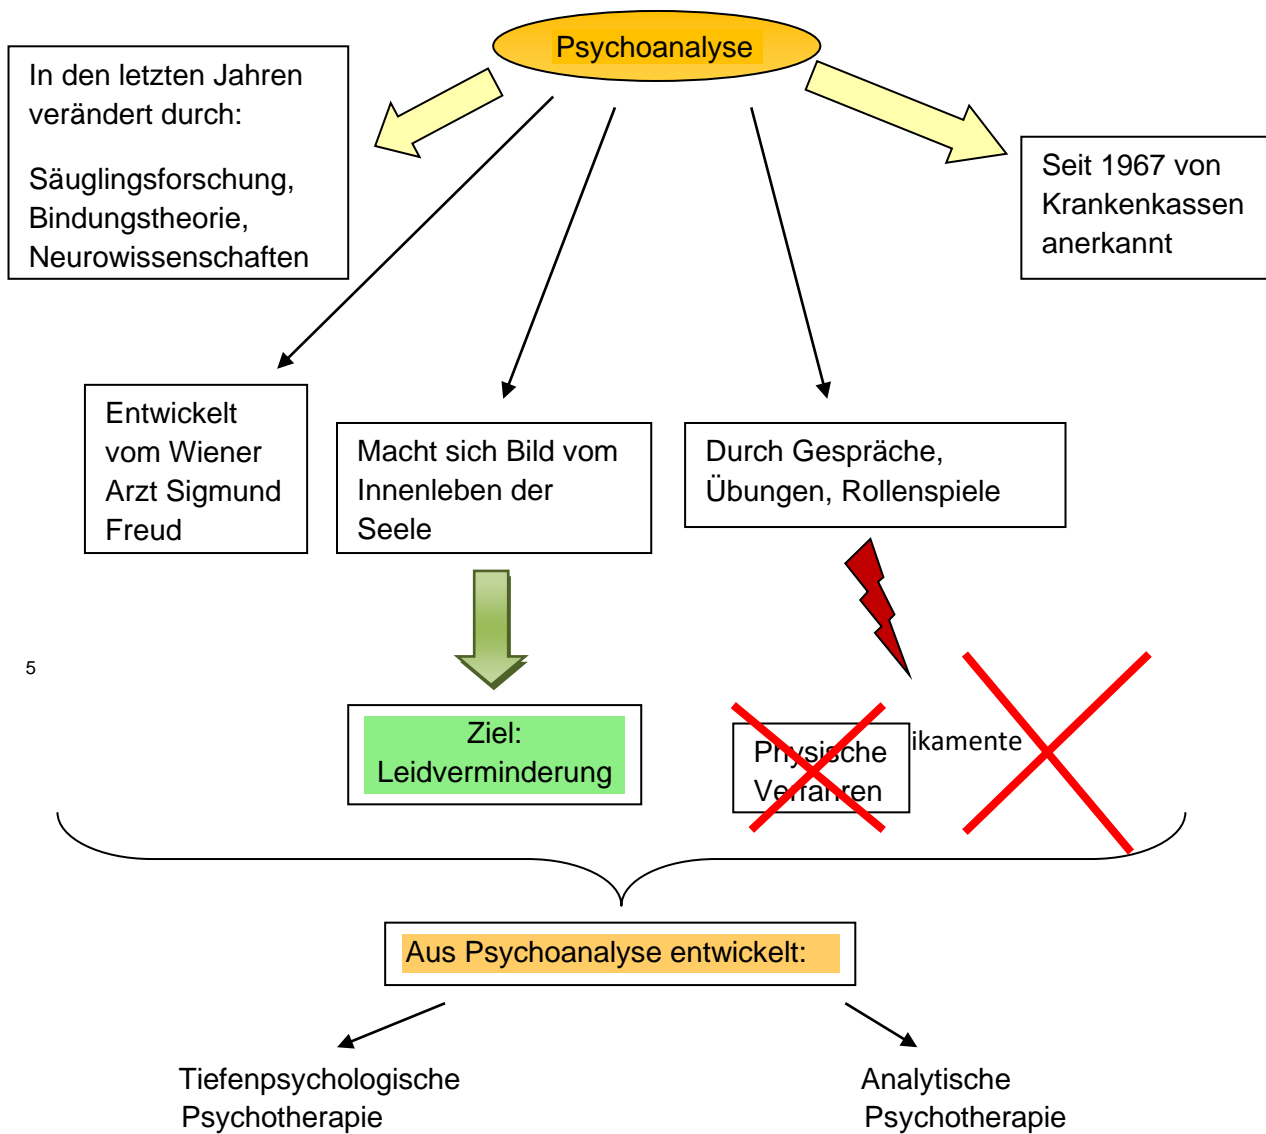 Psychoanalyse
In den letzten Jahren
verändert durch:
Säuglingsforschung,
Bindungstheorie,
Neurowissenschaften
Seit 1967 von
Krankenkassen
anerkannt
Entwickelt
vom Wiener
Arzt Sigmund
Freud
Macht sich Bild vom
Innenleben der
Seele
Durch Gespräche,
Übungen, Rollenspiele
5
Ziel:
Leidverminderung
Physische
Verfahren
ikamente
Aus Psychoanalyse entwickelt:
Tiefenpsychologische
Psychotherapie
Analytische
Psychotherapie